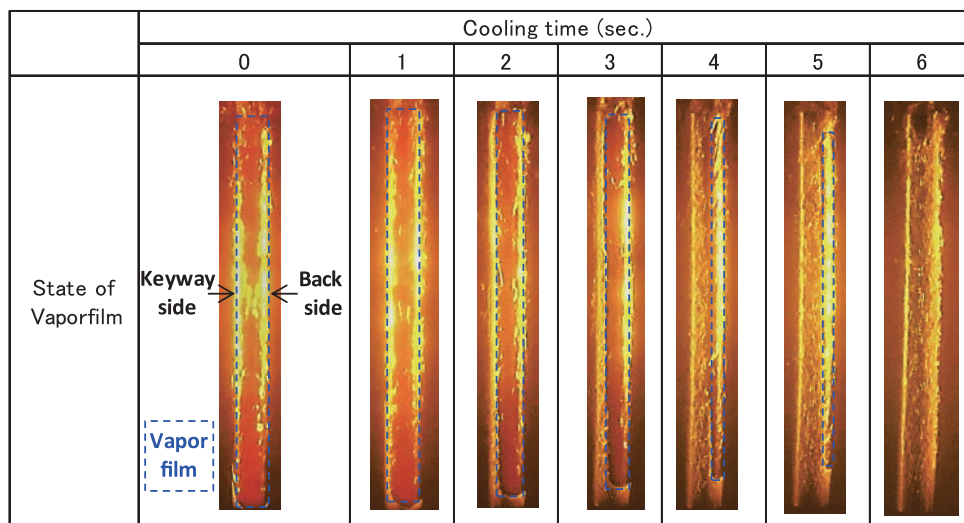 Cooling time (sec.)
0 1 2 3 4 5 6
State of
Vaporfilm
Keyway
side
Back
side
Vapor
film